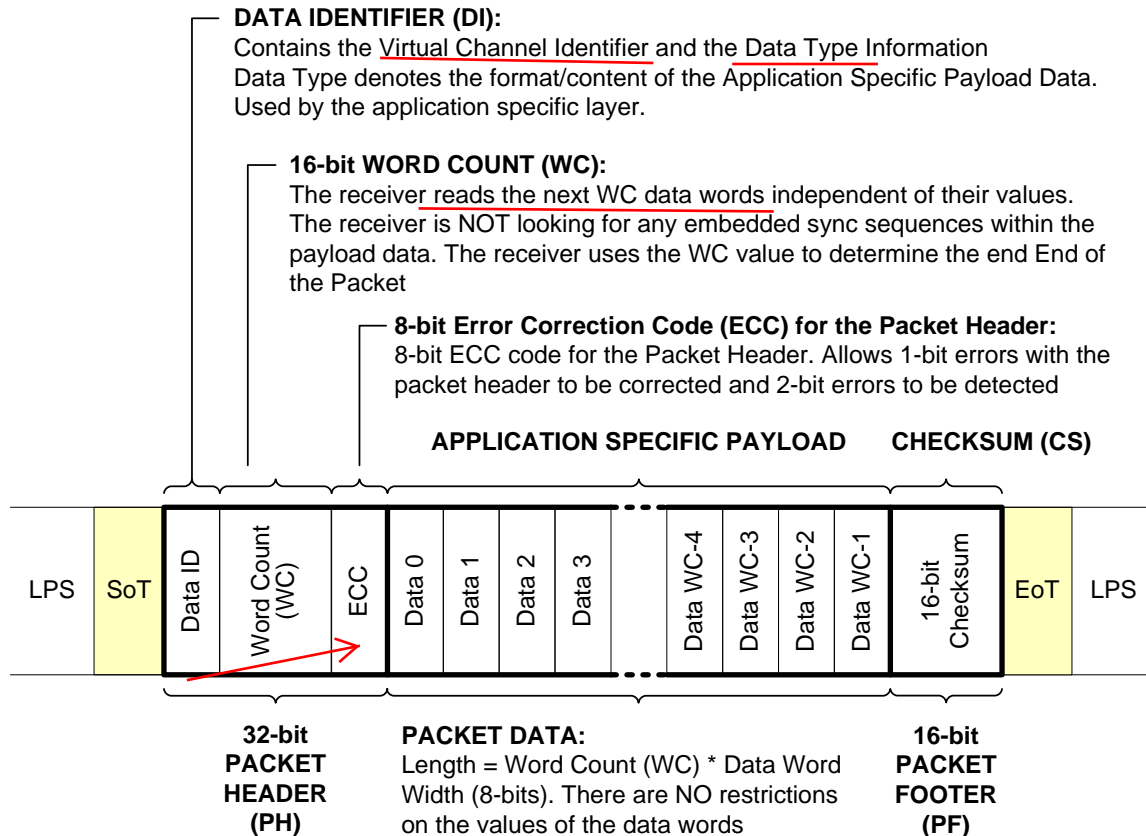 DATA IDENTIFIER (DI):
Contains the Virtual Channel Identifier and the Data Type Information
Data Type denotes the format/content of the Application Specific Payload Data.
Used by the application specific layer.
16-bit WORD COUNT (WC):
The receiver reads the next WC data words independent of their values.
The receiver is NOT looking for any embedded sync sequences within the
payload data. The receiver uses the WC value to determine the end End of
the Packet
8-bit Error Correction Code (ECC) for the Packet Header:
8-bit ECC code for the Packet Header. Allows 1-bit errors with the
packet header to be corrected and 2-bit errors to be detected
APPLICATION SPECIFIC PAYLOAD
CHECKSUM (CS)
LPS
SoT
Data ID
Word Count
(WC)
ECC
Data 0
Data 1
Data 2
Data 3
Data WC-4
Data WC-3
Data WC-2
Data WC-1
16-bit
Checksum
EoT
LPS
32-bit
PACKET
HEADER
(PH)
PACKET DATA:
Length = Word Count (WC) * Data Word
Width (8-bits). There are NO restrictions
on the values of the data words
16-bit
PACKET
FOOTER
(PF)